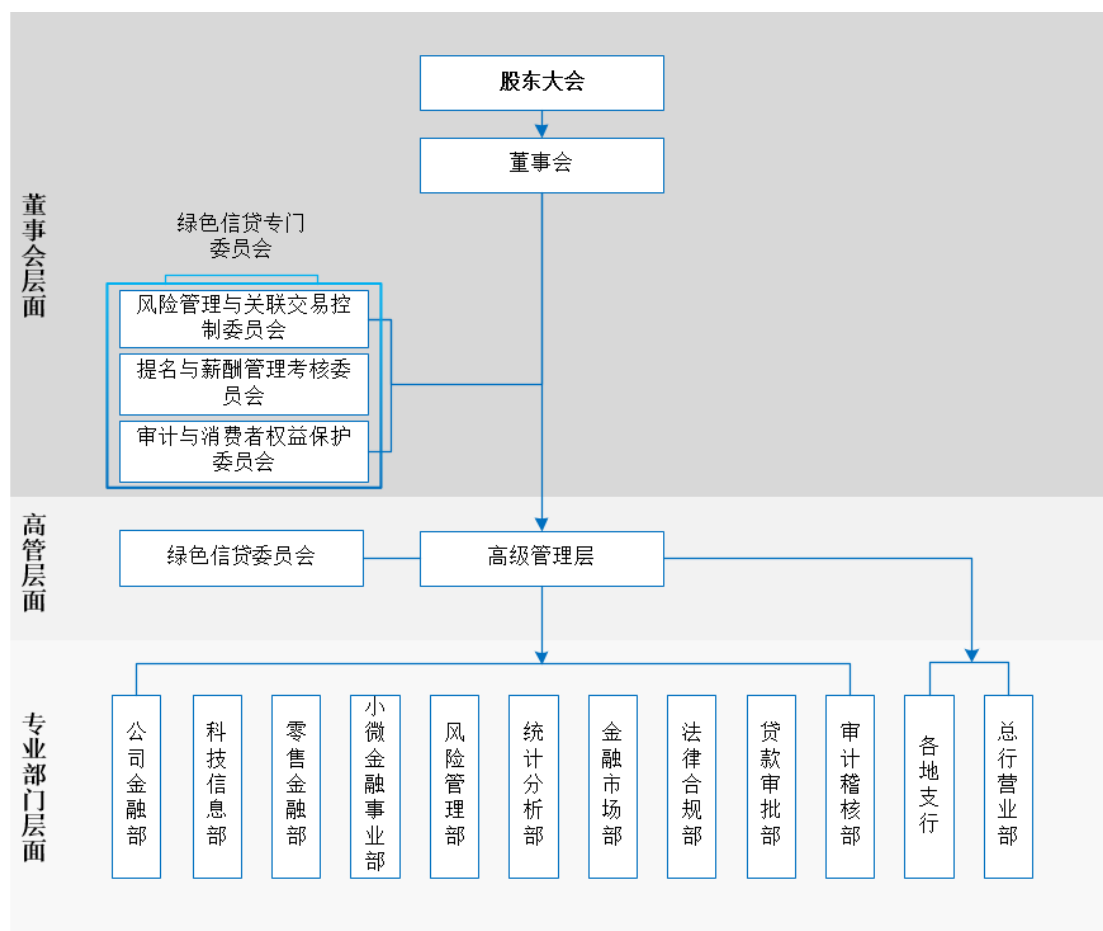 股东大会
董事会
董事会层面
绿色信贷专门
委员会
风险管理与关联交易控
制委员会
提名与薪酬管理考核委
员会
审计与消费者权益保护
委员会
高管层面
绿色信贷委员会
高级管理层
专业部门层面
公司金融部
科技信息部
零售金融部
小微金融事业部
风险管理部
统计分析部
金融市场部
法律合规部
贷款审批部
审计稽核部
各地支行
总行营业部